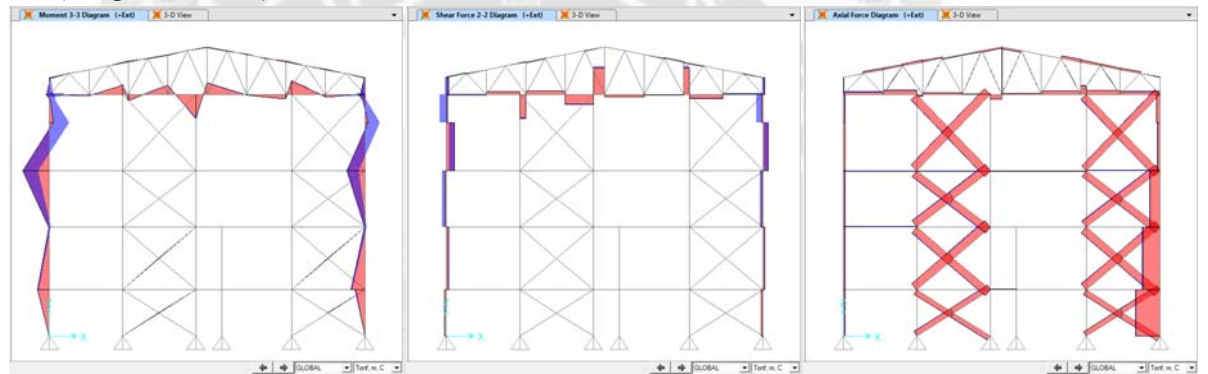 Moment 3-3 Diagram (+Ext) 3-D View
X
GLOBAL Tonf, m, C
Shear Force 2-2 Diagram (+Ext) 3-D View
X
GLOBAL Tonf, m, C
Axial Force Diagram (+Ext) 3-D View
X
GLOBAL Tonf, m, C